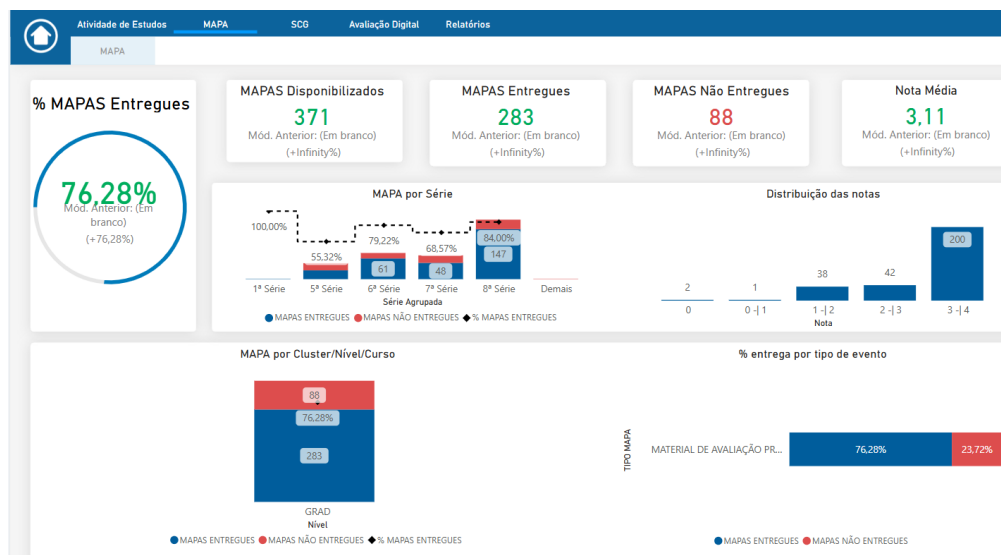 Atividade de Estudos MAPA SCG Avaliação Digital Relatórios
MAPA
% MAPAS Entregues
76,28%
Mód. Anterior: (Em
branco)
(+76,28%)
MAPAS Disponibilizados
371
Mód. Anterior: (Em branco)
(+Infinity%)
MAPAS Entregues
283
Mód. Anterior: (Em branco)
(+Infinity%)
MAPAS Não Entregues
88
Mód. Anterior: (Em branco)
(+Infinity%)
Nota Média
3,11
Mód. Anterior: (Em branco)
(+Infinity%)
MAPA por Série
100,00%
55,32%
79,22%
61
68,57%
48
84,00%
147
1ª Série 5ª Série 6ª Série 7ª Série 8ª Série Demais
Série Agrupada
MAPAS ENTREGUES MAPAS NÃO ENTREGUES % MAPAS ENTREGUES
Distribuição das notas
2 1 38 42 200
0 0 -| 1 1 -| 2 2 -| 3 3 -| 4
Nota
MAPA por Cluster/Nível/Curso
88
76,28%
283
GRAD
Nível
MAPAS ENTREGUES MAPAS NÃO ENTREGUES % MAPAS ENTREGUES
% entrega por tipo de evento
TIPO MAPA
MATERIAL DE AVALIAÇÃO PR... 76,28% 23,72%
MAPAS ENTREGUES MAPAS NÃO ENTREGUES